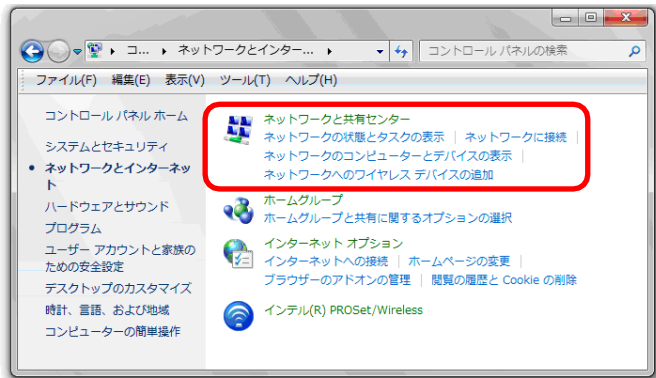 コ... ネットワークとインター... コントロール パネルの検索
ファイル(F) 編集(E) 表示(V) ツール(T) ヘルプ(H)
コントロール パネル ホーム
システムとセキュリティ
ネットワークとインターネッ
ト
ハードウェアとサウンド
プログラム
ユーザー アカウントと家族の
ための安全設定
デスクトップのカスタマイズ
時計、言語、および地域
コンピューターの簡単操作
ネットワークと共有センター
ネットワークの状態とタスクの表示 | ネットワークに接続 |
ネットワークのコンピューターとデバイスの表示 |
ネットワークへのワイヤレス デバイスの追加
ホームグループ
ホームグループと共有に関するオプションの選択
インターネット オプション
インターネットへの接続 | ホームページの変更 |
ブラウザーのアドオンの管理 | 閲覧の履歴と Cookie の削除
インテル(R) PROSet/Wireless